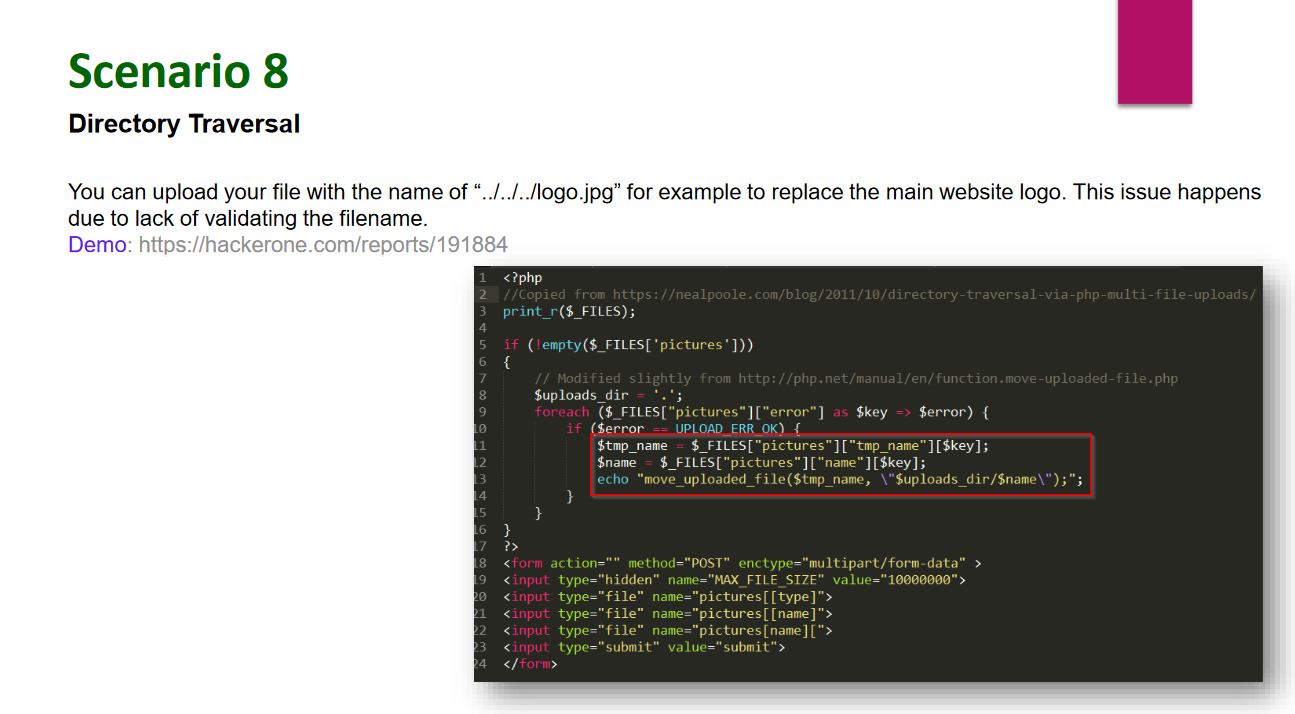 Scenario 8
Directory Traversal
You can upload your file with the name of “../../../logo.jpg” for example to replace the main website logo. This issue happens
due to lack of validating the filename.
Demo: https://hackerone.com/reports/191884
1 <?php
2 //Copied from https://nealpoole.com/blog/2011/10/directory-traversal-via-php-multi-file-uploads/
3 print_r($_FILES);
4
5 if (!empty($_FILES['pictures']))
6 {
7 // Modified slightly from http://php.net/manual/en/function.move-uploaded-file.php
8 $uploads_dir = '.';
9 foreach ($_FILES["pictures"]["error"] as $key => $error) {
10 if ($error == UPLOAD_ERR_OK) {
11 $tmp_name = $_FILES["pictures"]["tmp_name"][$key];
12 $name = $_FILES["pictures"]["name"][$key];
13 echo "move_uploaded_file($tmp_name, \"$uploads_dir/$name\");";
14 }
15 }
16 }
17 ?>
18 <form action="" method="POST" enctype="multipart/form-data" >
19 <input type="hidden" name="MAX_FILE_SIZE" value="10000000">
20 <input type="file" name="pictures[[type]">
21 <input type="file" name="pictures[[name]">
22 <input type="file" name="pictures[name][">
23 <input type="submit" value="submit">
24 </form>